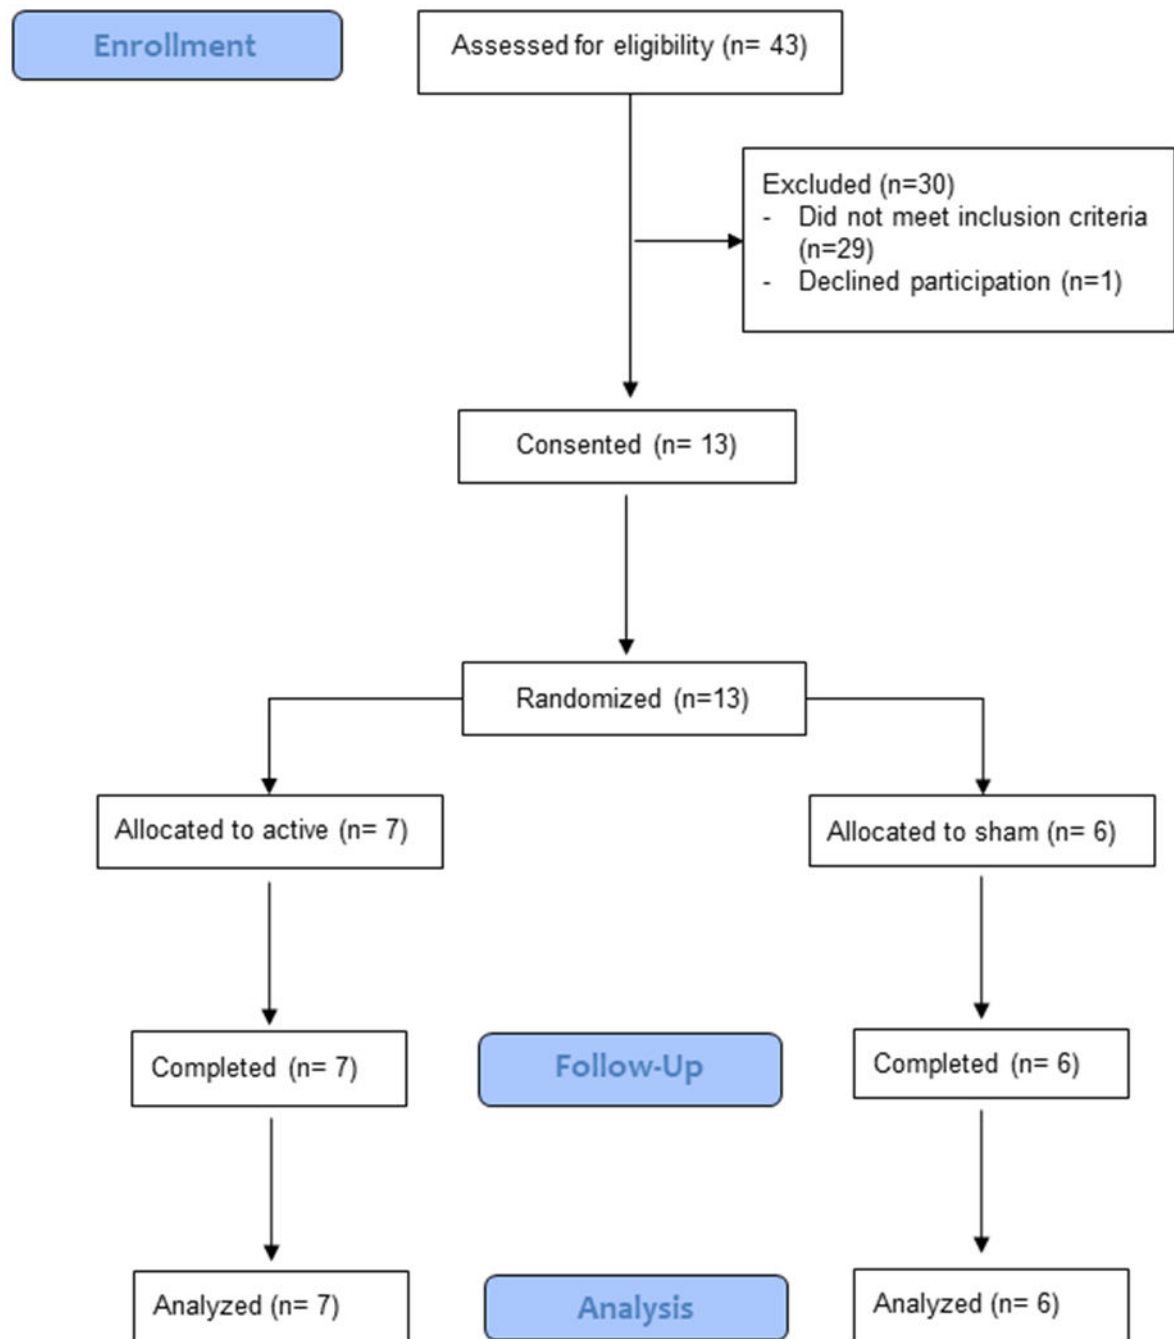 Enrollment
Assessed for eligibility (n= 43)
Excluded (n=30)
- Did not meet inclusion criteria
(n=29)
- Declined participation (n=1)
Consented (n= 13)
Randomized (n=13)
Allocated to active (n= 7)
Allocated to sham (n= 6)
Completed (n= 7)
Follow-Up
Completed (n= 6)
Analyzed (n= 7)
Analysis
Analyzed (n= 6)